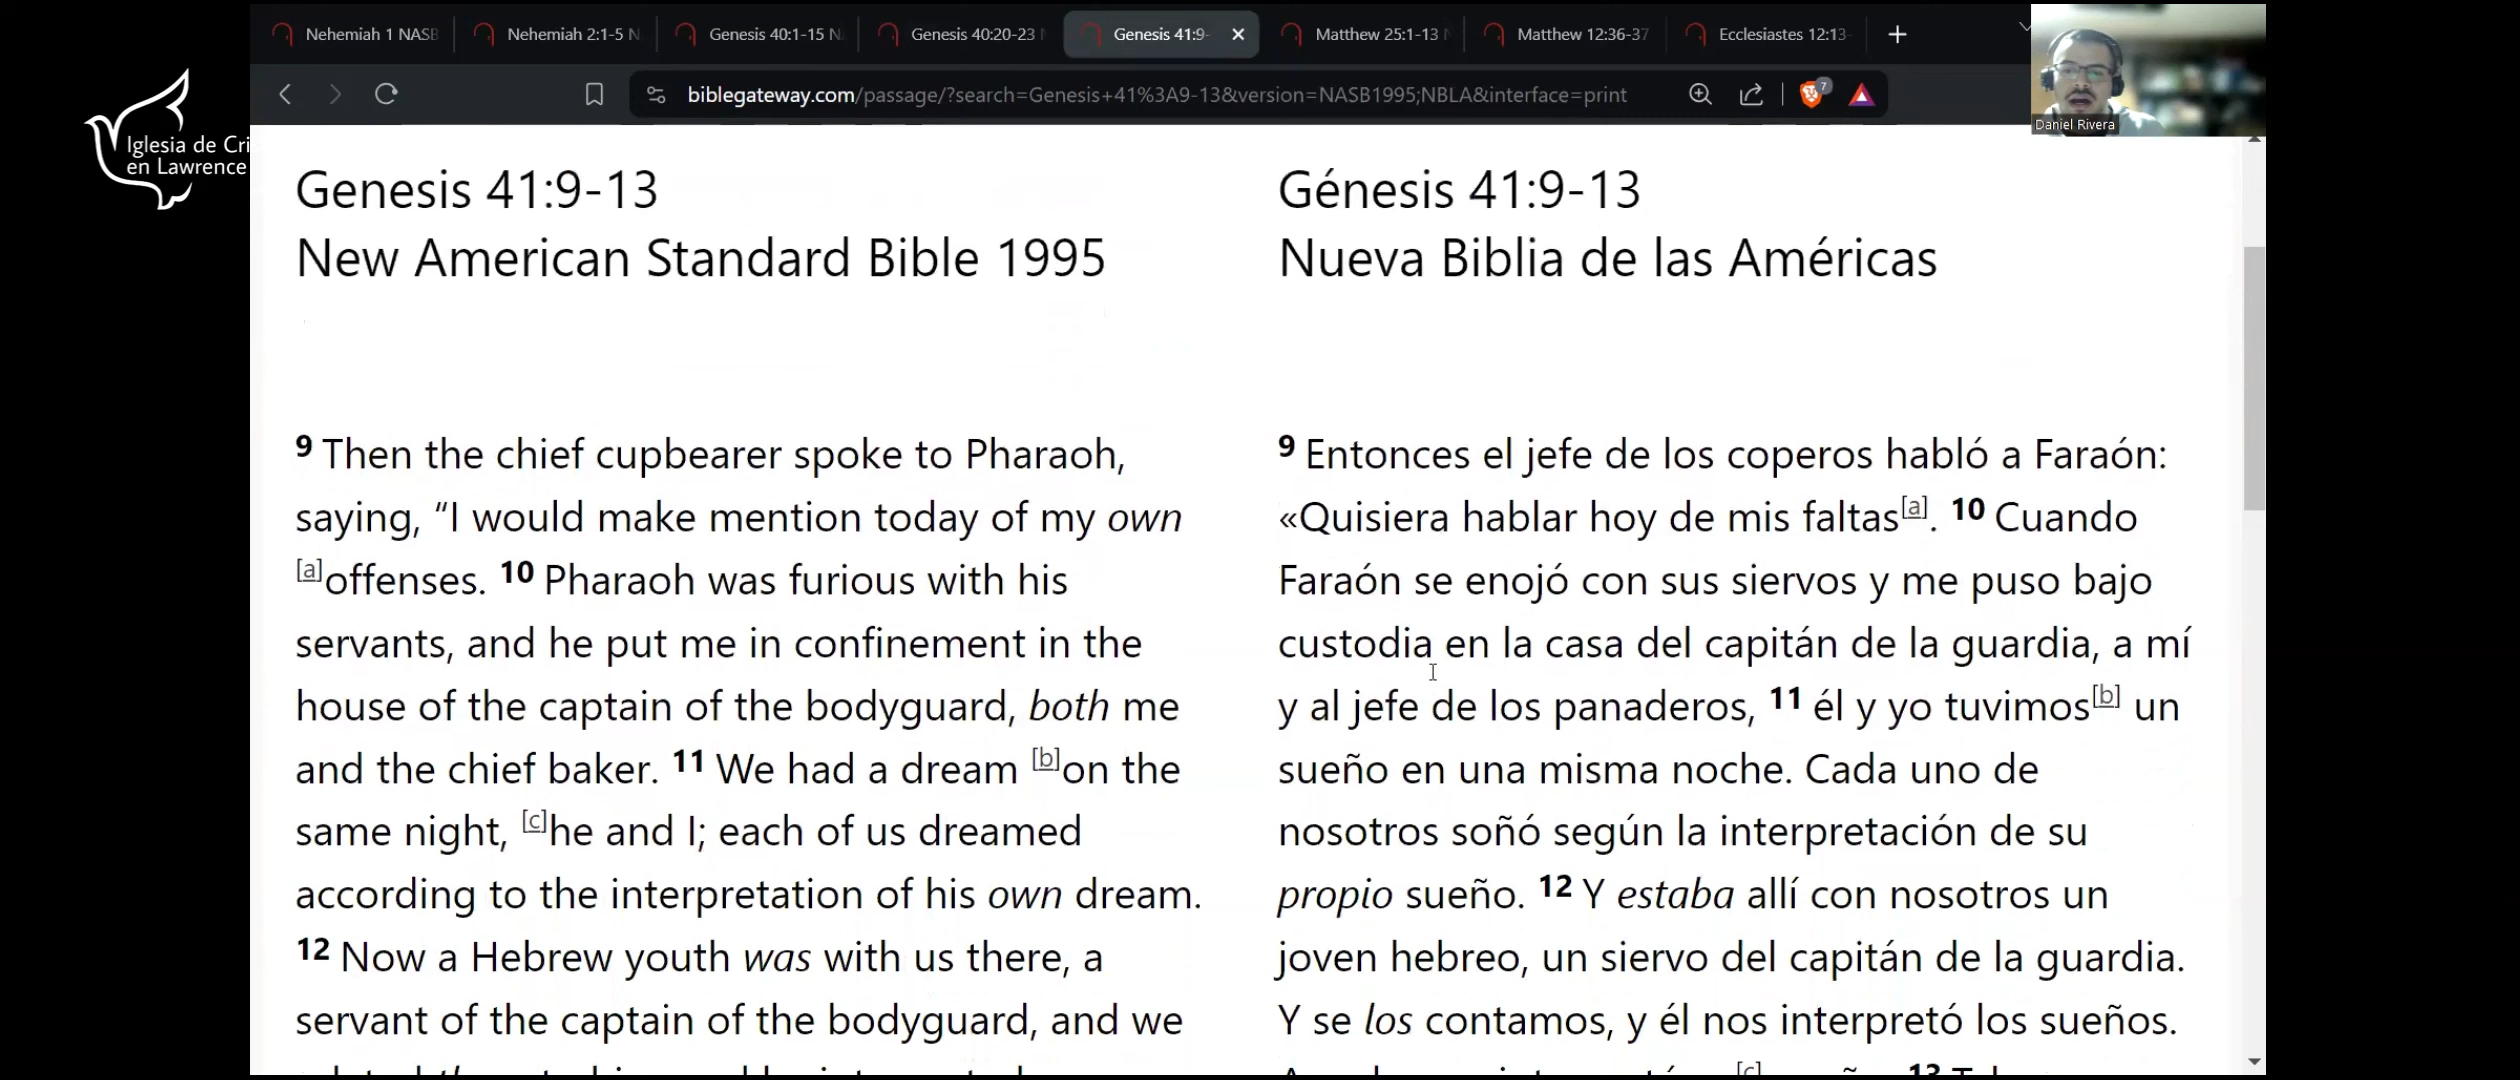 Nehemiah 1 NASB
Nehemiah 2:1-5 N
Genesis 40:1-15 N
Genesis 40:20-23
Genesis 41:9-
Matthew 25:1-13
Matthew 12:36-37
Ecclesiastes 12:13-
biblegateway.com/passage/?search=Genesis+41%3A9-13&version=NASB1995;NBLA&interface=print
7
Daniel Rivera
Iglesia de Cri
en Lawrence
Genesis 41:9-13
New American Standard Bible 1995
9 Then the chief cupbearer spoke to Pharaoh,
saying, “I would make mention today of my own
[a]offenses. 10 Pharaoh was furious with his
servants, and he put me in confinement in the
house of the captain of the bodyguard, both me
and the chief baker. 11 We had a dream [b]on the
same night, [c]he and I; each of us dreamed
according to the interpretation of his own dream.
12 Now a Hebrew youth was with us there, a
servant of the captain of the bodyguard, and we
Génesis 41:9-13
Nueva Biblia de las Américas
9 Entonces el jefe de los coperos habló a Faraón:
«Quisiera hablar hoy de mis faltas[a]. 10 Cuando
Faraón se enojó con sus siervos y me puso bajo
custodia en la casa del capitán de la guardia, a mí
y al jefe de los panaderos, 11 él y yo tuvimos[b] un
sueño en una misma noche. Cada uno de
nosotros soñó según la interpretación de su
propio sueño. 12 Y estaba allí con nosotros un
joven hebreo, un siervo del capitán de la guardia.
Y se los contamos, y él nos interpretó los sueños.